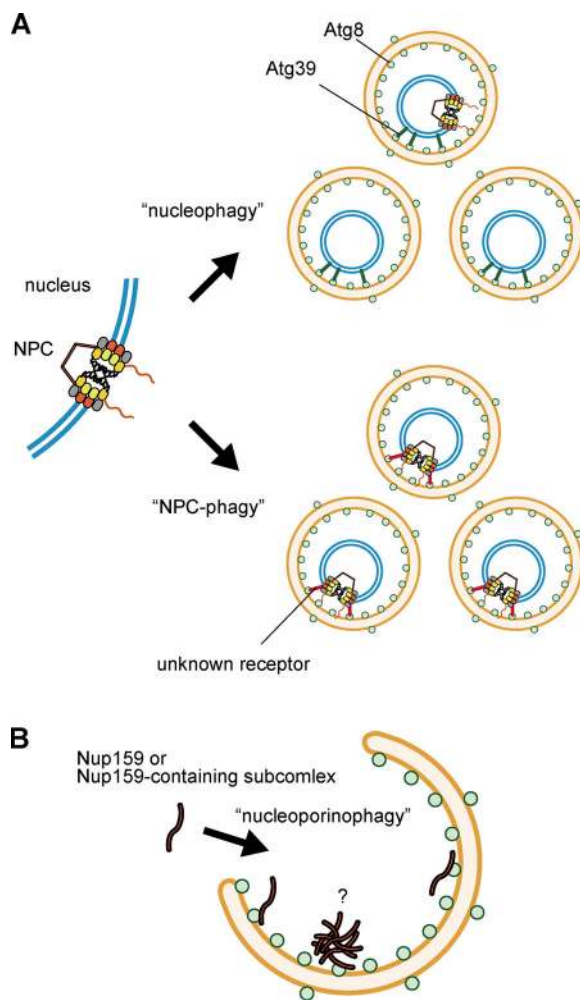 A
Atg8
Atg39
“nucleophagy”
nucleus
NPC
“NPC-phagy”
unknown receptor
B
Nup159 or
Nup159-containing subcomlex
“nucleoporinophagy”
?